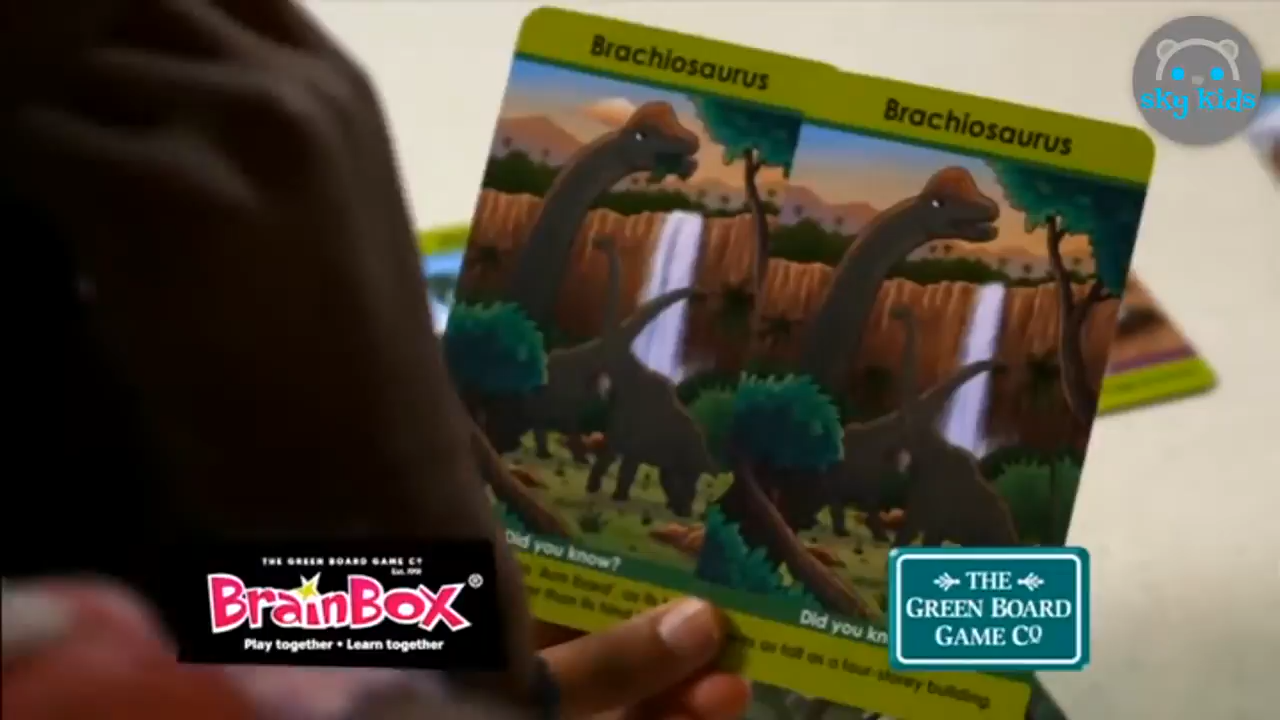 Brachiosaurus
Brachiosaurus
sky kids
Did you know?
Did you kn
as tall as a four-storey building.
THE GREEN BOARD GAME Cº
Est. 1991
BrainBox®
Play together • Learn together
THE
GREEN BOARD
GAME Cº